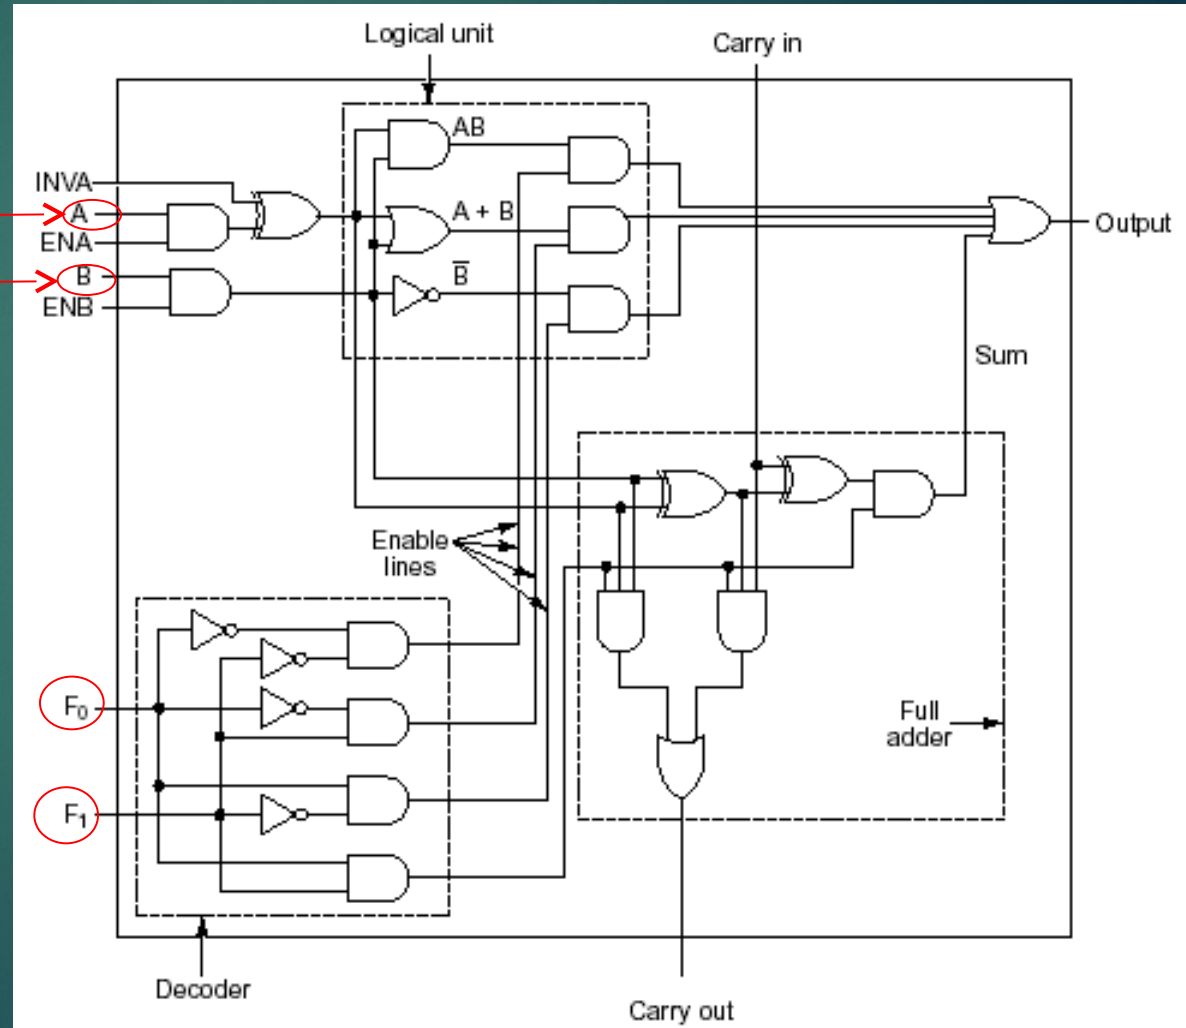 Logical unit
Carry in
INVA
A
ENA
B
ENB
AB
A + B
B̅
Output
Sum
Enable
lines
F₀
F₁
Full
adder
Decoder
Carry out